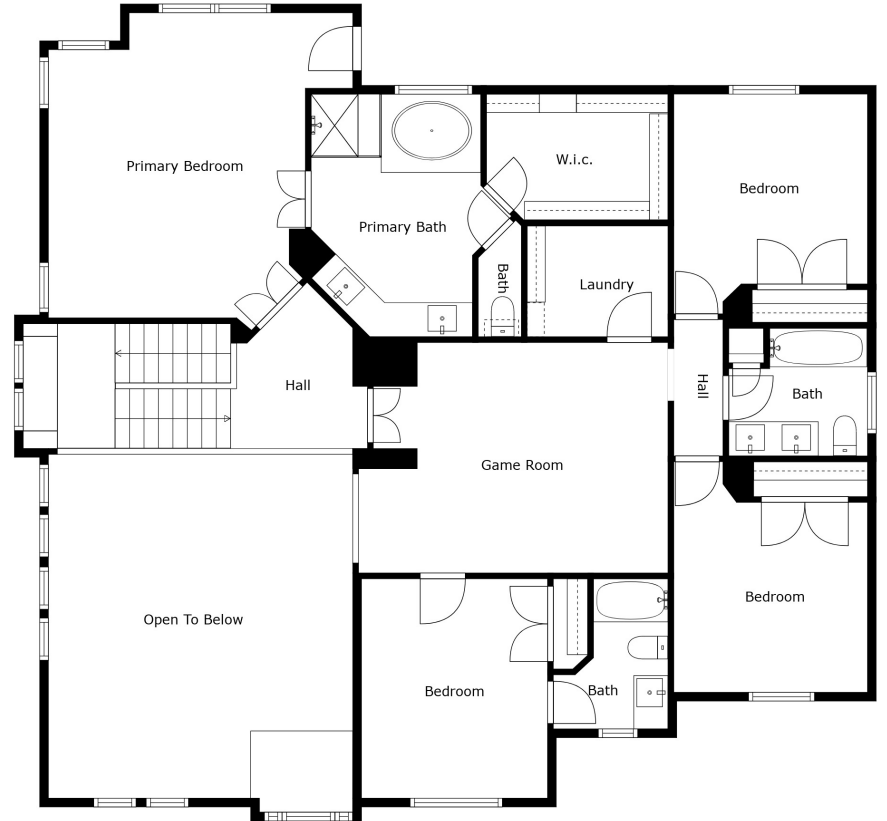 Primary Bedroom
W.i.c.
Bedroom
Primary Bath
Bath
Laundry
Hall
Hall
Bath
Game Room
Bedroom
Open To Below
Bedroom
Bath